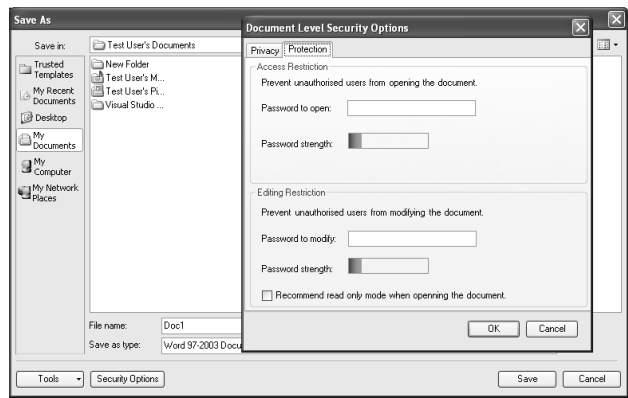 Save As
Save in:
Test User's Documents
Trusted
Templates
My Recent
Documents
Desktop
My
Documents
My
Computer
My Network
Places
New Folder
Test User's M...
Test User's Pi...
Visual Studio ...
File name:
Doc1
Save as type:
Word 97-2003 Docu
Tools
Security Options
Save
Cancel
Document Level Security Options
Privacy
Protection
Access Restriction
Prevent unauthorised users from opening the document.
Password to open:
Password strength:
Editing Restriction
Prevent unauthorised users from modifying the document.
Password to modify:
Password strength:
Recommend read only mode when openning the document.
OK
Cancel